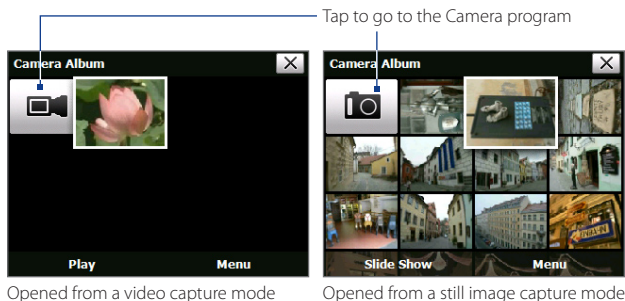 Tap to go to the Camera program
Camera Album
Camera Album
Play Menu
Slide Show Menu
Opened from a video capture mode
Opened from a still image capture mode